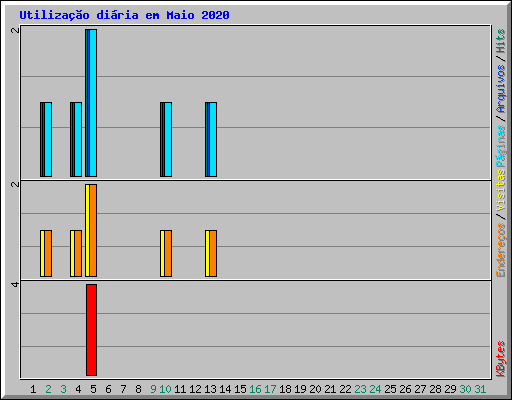 Utilização diária em Maio 2020
2
2
4
Endereços / Visitas Páginas / Arquivos / Hits
KBytes
1 2 3 4 5 6 7 8 9 10 11 12 13 14 15 16 17 18 19 20 21 22 23 24 25 26 27 28 29 30 31